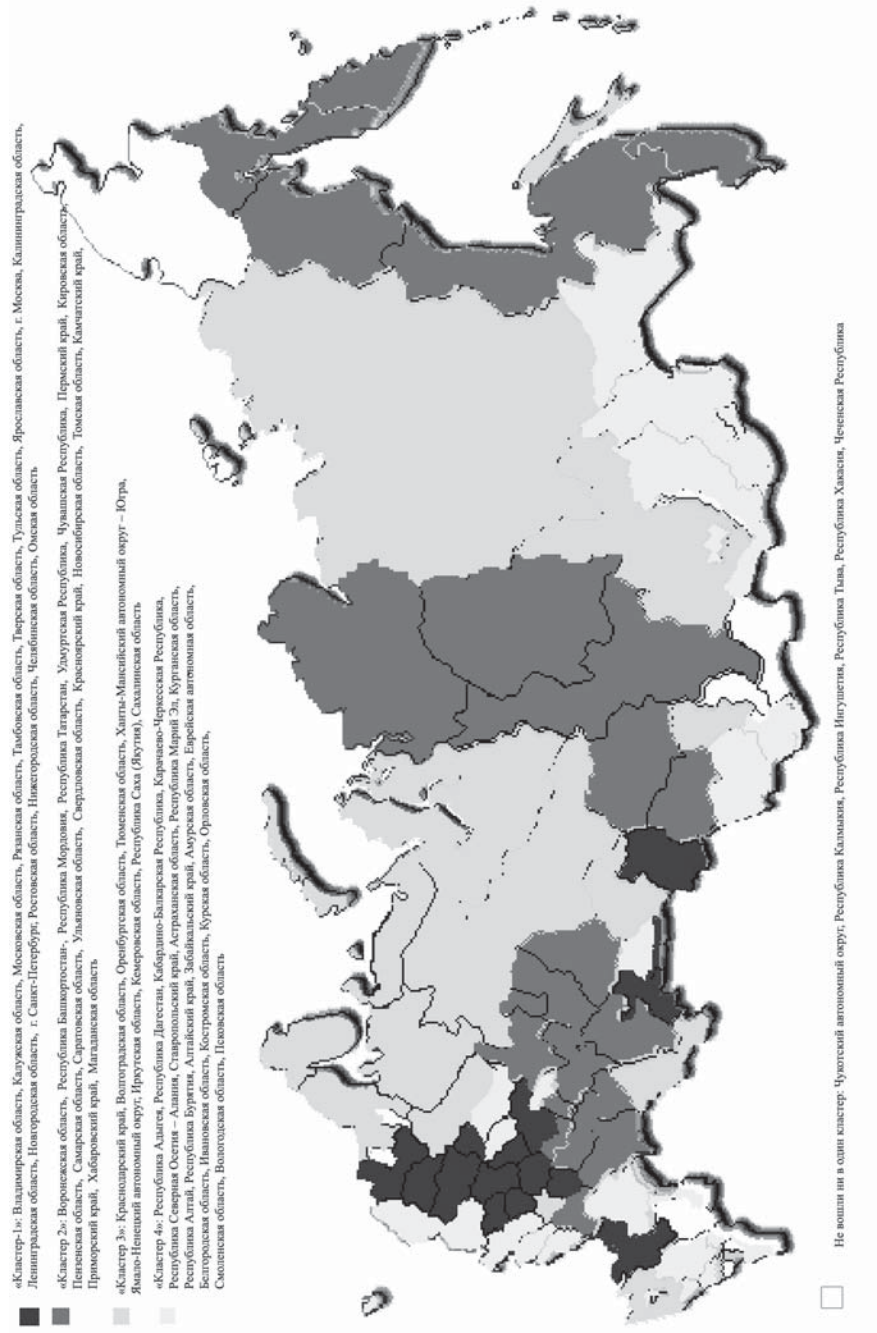 «Кластер-1»: Владимирская область, Калужская область, Московская область, Рязанская область, Тамбовская область, Тверская область, Тульская область, Ярославская область, г. Москва, Калининградская область,
Ленинградская область, Новгородская область, г. Санкт-Петербург, Ростовская область, Нижегородская область, Челябинская область, Омская область
«Кластер 2»: Воронежская область, Республика Башкортостан-, Республика Мордовия, Республика Татарстан, Удмуртская Республика, Чувашская Республика, Пермский край, Кировская область,
Пензенская область, Самарская область, Саратовская область, Ульяновская область, Свердловская область, Красноярский край, Новосибирская область, Томская область, Камчатский край,
Приморский край, Хабаровский край, Магаданская область
«Кластер 3»: Краснодарский край, Волгоградская область, Оренбургская область, Тюменская область, Ханты-Мансийский автономный округ – Югра,
Ямало-Ненецкий автономный округ, Иркутская область, Кемеровская область, Республика Саха (Якутия), Сахалинская область
«Кластер 4»: Республика Адыгея, Республика Дагестан, Кабардино-Балкарская Республика, Карачаево-Черкесская Республика,
Республика Северная Осетия – Алания, Ставропольский край, Астраханская область, Республика Марий Эл, Курганская область,
Республика Алтай, Республика Бурятия, Алтайский край, Забайкальский край, Амурская область, Еврейская автономная область,
Белгородская область, Ивановская область, Костромская область, Курская область, Орловская область,
Смоленская область, Вологодская область, Псковская область
Не вошли ни в один кластер: Чукотский автономный округ, Республика Калмыкия, Республика Ингушетия, Республика Тыва, Республика Хакасия, Чеченская Республика